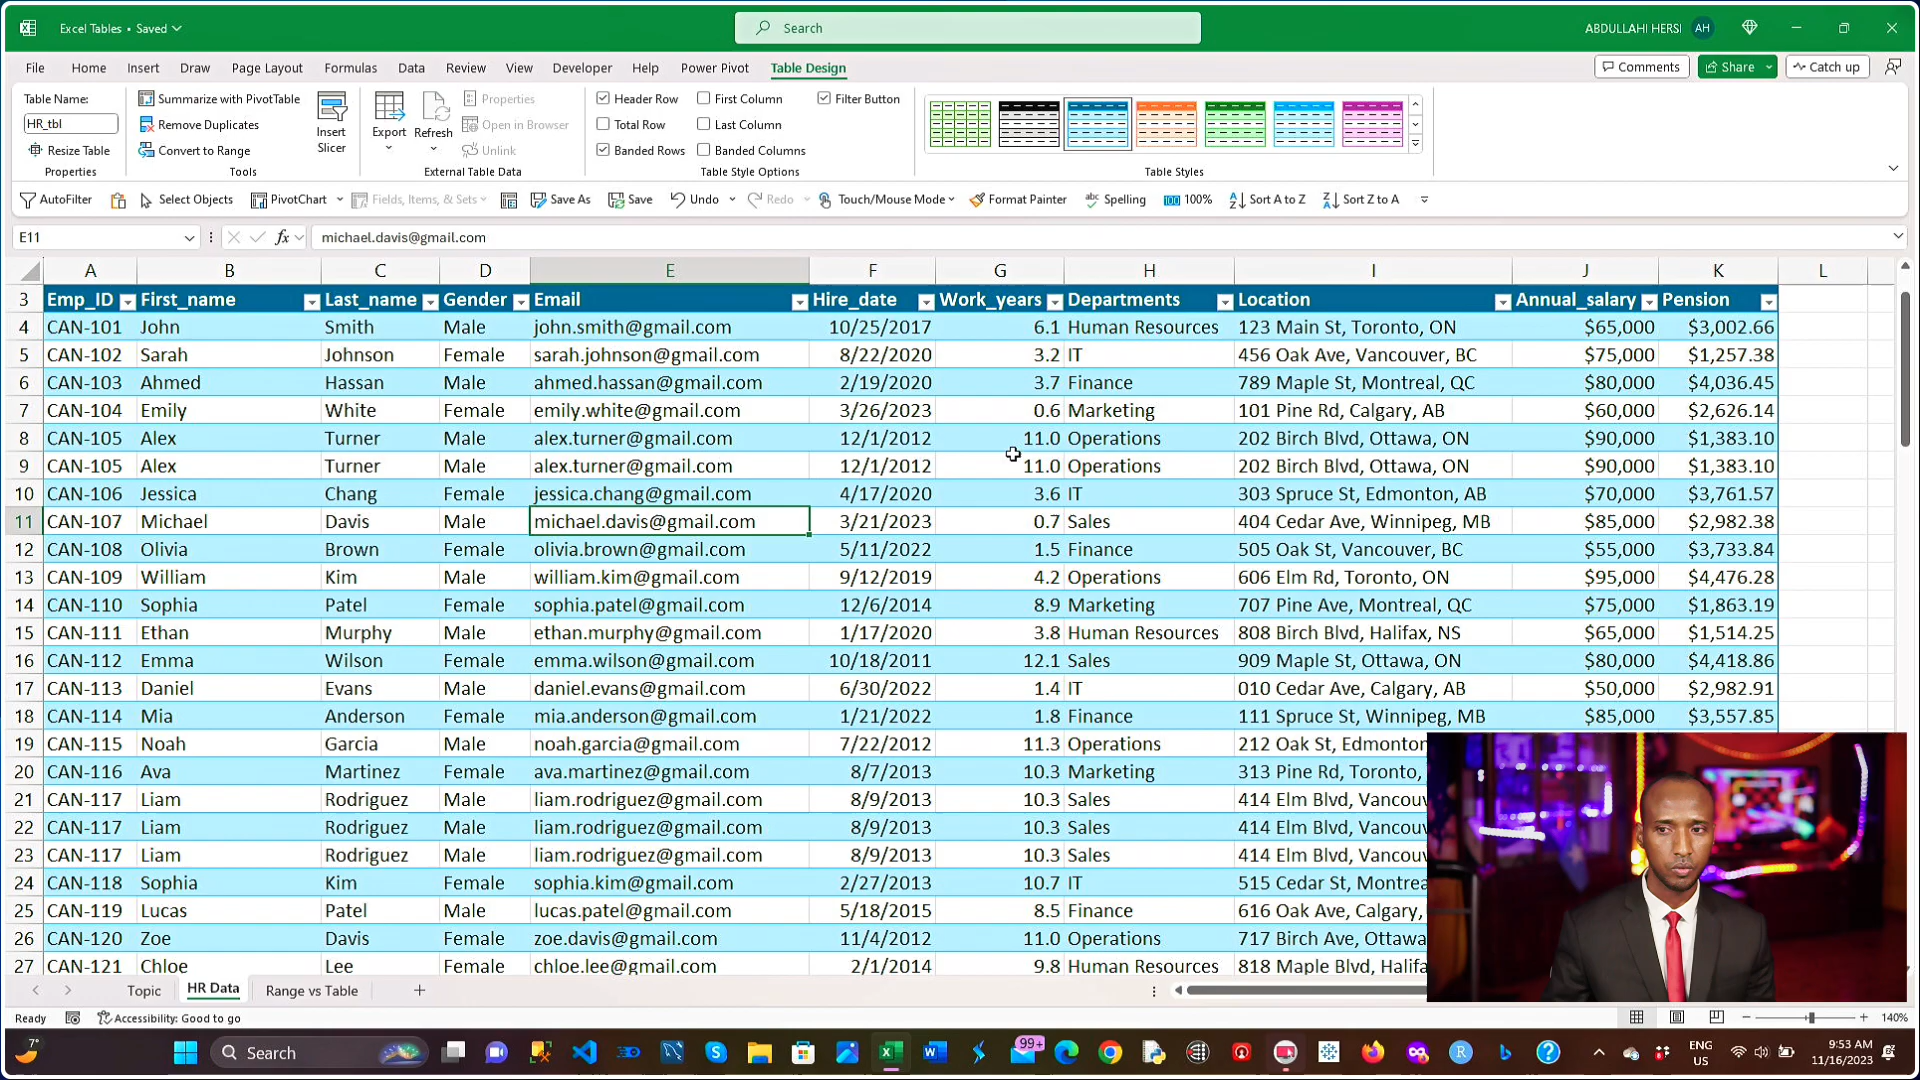 Excel Tables • Saved
Search
ABDULLAHI HERSI AH
File Home Insert Draw Page Layout Formulas Data Review View Developer Help Power Pivot Table Design
Comments Share Catch up
Table Name:
HR_tbl
Resize Table
Properties
Summarize with PivotTable
Remove Duplicates
Convert to Range
Tools
Insert
Slicer
Export
Refresh
Properties
Open in Browser
Unlink
External Table Data
Header Row First Column Filter Button
Total Row Last Column
Banded Rows Banded Columns
Table Style Options
Table Styles
AutoFilter Select Objects PivotChart Fields, Items, & Sets Save As Save Undo Redo Touch/Mouse Mode Format Painter Spelling 100% Sort A to Z Sort Z to A
E11 fx michael.davis@gmail.com
A B C D E F G H I J K L
3 Emp_ID First_name Last_name Gender Email Hire_date Work_years Departments Location Annual_salary Pension
4 CAN-101 John Smith Male john.smith@gmail.com 10/25/2017 6.1 Human Resources 123 Main St, Toronto, ON $65,000 $3,002.66
5 CAN-102 Sarah Johnson Female sarah.johnson@gmail.com 8/22/2020 3.2 IT 456 Oak Ave, Vancouver, BC $75,000 $1,257.38
6 CAN-103 Ahmed Hassan Male ahmed.hassan@gmail.com 2/19/2020 3.7 Finance 789 Maple St, Montreal, QC $80,000 $4,036.45
7 CAN-104 Emily White Female emily.white@gmail.com 3/26/2023 0.6 Marketing 101 Pine Rd, Calgary, AB $60,000 $2,626.14
8 CAN-105 Alex Turner Male alex.turner@gmail.com 12/1/2012 11.0 Operations 202 Birch Blvd, Ottawa, ON $90,000 $1,383.10
9 CAN-105 Alex Turner Male alex.turner@gmail.com 12/1/2012 11.0 Operations 202 Birch Blvd, Ottawa, ON $90,000 $1,383.10
10 CAN-106 Jessica Chang Female jessica.chang@gmail.com 4/17/2020 3.6 IT 303 Spruce St, Edmonton, AB $70,000 $3,761.57
11 CAN-107 Michael Davis Male michael.davis@gmail.com 3/21/2023 0.7 Sales 404 Cedar Ave, Winnipeg, MB $85,000 $2,982.38
12 CAN-108 Olivia Brown Female olivia.brown@gmail.com 5/11/2022 1.5 Finance 505 Oak St, Vancouver, BC $55,000 $3,733.84
13 CAN-109 William Kim Male william.kim@gmail.com 9/12/2019 4.2 Operations 606 Elm Rd, Toronto, ON $95,000 $4,476.28
14 CAN-110 Sophia Patel Female sophia.patel@gmail.com 12/6/2014 8.9 Marketing 707 Pine Ave, Montreal, QC $75,000 $1,863.19
15 CAN-111 Ethan Murphy Male ethan.murphy@gmail.com 1/17/2020 3.8 Human Resources 808 Birch Blvd, Halifax, NS $65,000 $1,514.25
16 CAN-112 Emma Wilson Female emma.wilson@gmail.com 10/18/2011 12.1 Sales 909 Maple St, Ottawa, ON $80,000 $4,418.86
17 CAN-113 Daniel Evans Male daniel.evans@gmail.com 6/30/2022 1.4 IT 010 Cedar Ave, Calgary, AB $50,000 $2,982.91
18 CAN-114 Mia Anderson Female mia.anderson@gmail.com 1/21/2022 1.8 Finance 111 Spruce St, Winnipeg, MB $85,000 $3,557.85
19 CAN-115 Noah Garcia Male noah.garcia@gmail.com 7/22/2012 11.3 Operations 212 Oak St, Edmonton
20 CAN-116 Ava Martinez Female ava.martinez@gmail.com 8/7/2013 10.3 Marketing 313 Pine Rd, Toronto,
21 CAN-117 Liam Rodriguez Male liam.rodriguez@gmail.com 8/9/2013 10.3 Sales 414 Elm Blvd, Vancouv
22 CAN-117 Liam Rodriguez Male liam.rodriguez@gmail.com 8/9/2013 10.3 Sales 414 Elm Blvd, Vancouv
23 CAN-117 Liam Rodriguez Male liam.rodriguez@gmail.com 8/9/2013 10.3 Sales 414 Elm Blvd, Vancouv
24 CAN-118 Sophia Kim Female sophia.kim@gmail.com 2/27/2013 10.7 IT 515 Cedar St, Montrea
25 CAN-119 Lucas Patel Male lucas.patel@gmail.com 5/18/2015 8.5 Finance 616 Oak Ave, Calgary,
26 CAN-120 Zoe Davis Female zoe.davis@gmail.com 11/4/2012 11.0 Operations 717 Birch Ave, Ottawa
27 CAN-121 Chloe Lee Female chloe.lee@gmail.com 2/1/2014 9.8 Human Resources 818 Maple Blvd, Halifa
Topic HR Data Range vs Table
Ready Accessibility: Good to go 140%
7° Search 99+ ENG US 9:53 AM 11/16/2023